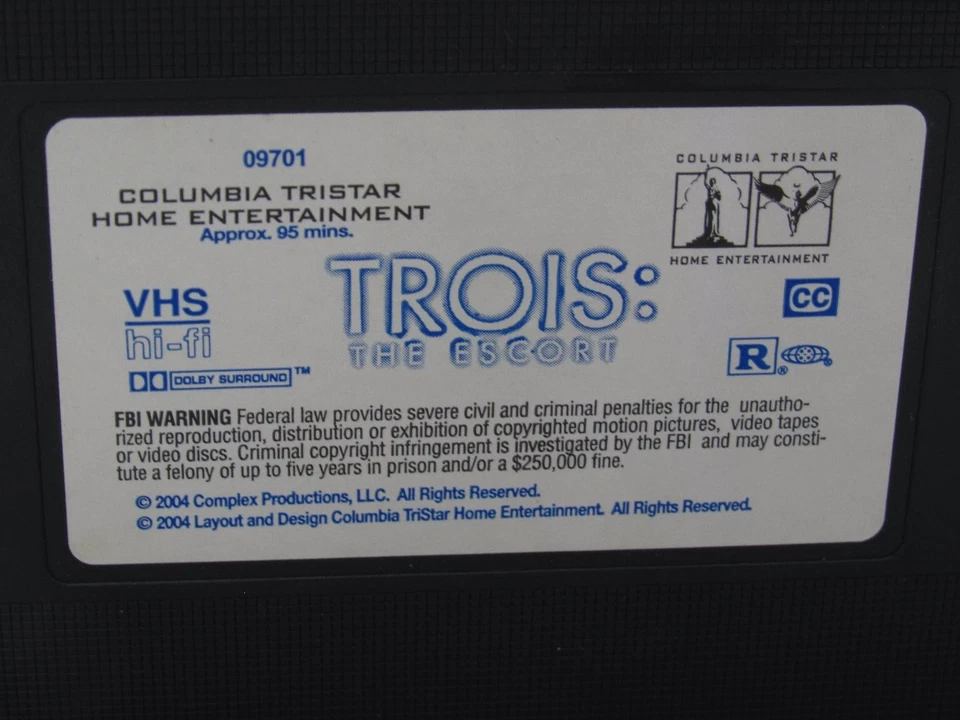 09701
COLUMBIA TRISTAR
HOME ENTERTAINMENT
Approx. 95 mins.
COLUMBIA TRISTAR
HOME ENTERTAINMENT
VHS
hi-fi
DOLBY SURROUND™
TROIS:
THE ESCORT
CC
R®
FBI WARNING Federal law provides severe civil and criminal penalties for the unautho-
rized reproduction, distribution or exhibition of copyrighted motion pictures, video tapes
or video discs. Criminal copyright infringement is investigated by the FBI and may consti-
tute a felony of up to five years in prison and/or a $250,000 fine.
© 2004 Complex Productions, LLC. All Rights Reserved.
© 2004 Layout and Design Columbia TriStar Home Entertainment. All Rights Reserved.